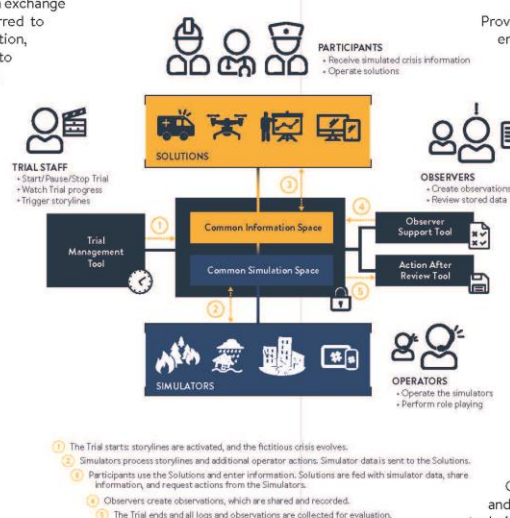 exchange
rred to
tion,
to
Prov
en
PARTICIPANTS
• Receive simulated crisis information
• Operate solutions
TRIAL STAFF
• Start/Pause/Stop Trial
• Watch Trial progress
• Trigger storylines
SOLUTIONS
OBSERVERS
• Create observations
• Review stored data
3
1
4
Trial
Management
Tool
Common Information Space
Common Simulation Space
Observer
Support Tool
Action After
Review Tool
5
2
SIMULATORS
OPERATORS
• Operate the simulators
• Perform role playing
1 The Trial starts: storylines are activated, and the fictitious crisis evolves.
2 Simulators process storylines and additional operator actions. Simulator data is sent to the Solutions.
3 Participants use the Solutions and enter information. Solutions are fed with simulator data, share
information, and request actions from the Simulators.
4 Observers create observations, which are shared and recorded.
5 The Trial ends and all logs and observations are collected for evaluation.
and